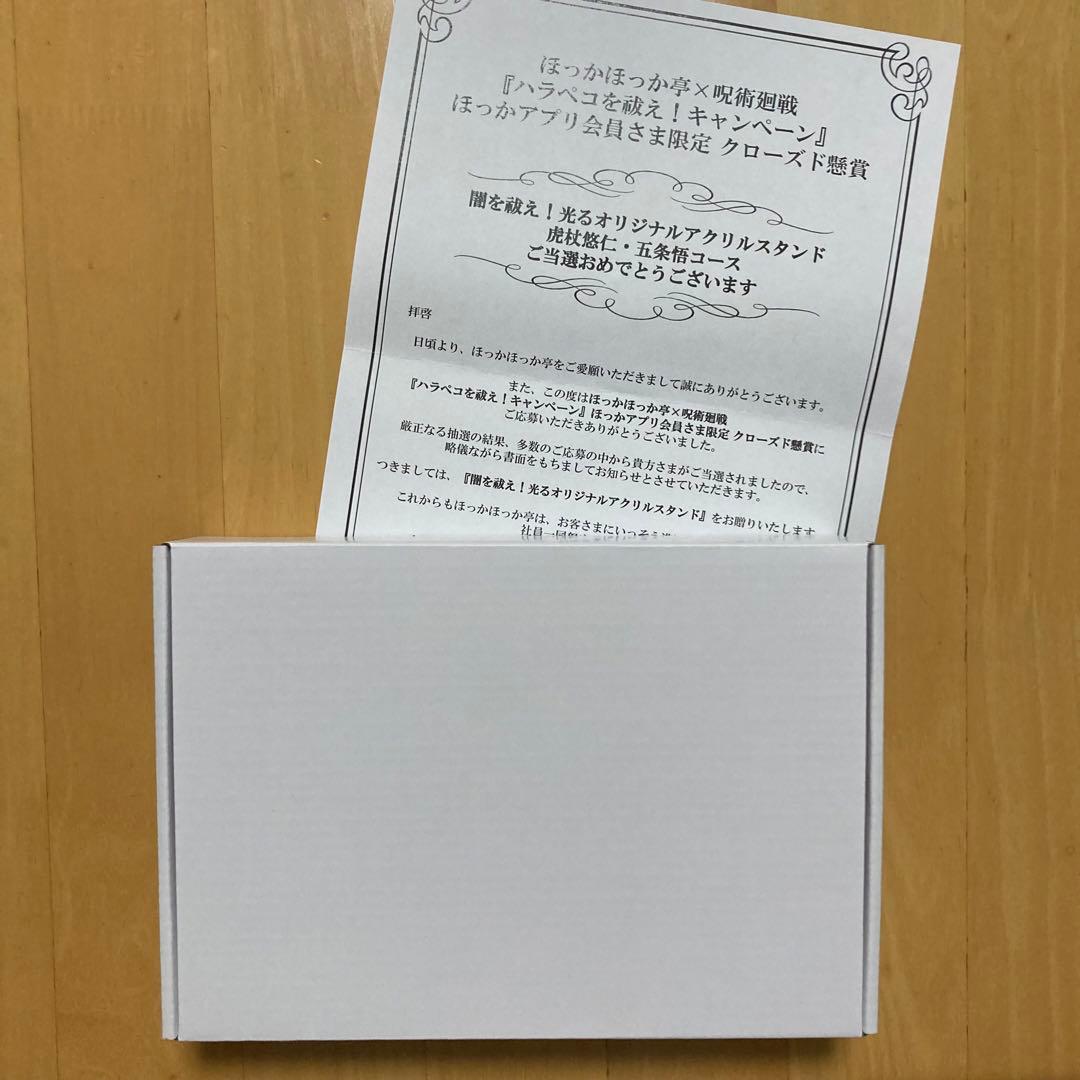 ほっかほっか亭×呪術廻戦
『ハラペコを祓え！キャンペーン』
ほっかアプリ会員さま限定 クローズド懸賞
闇を祓え！光るオリジナルアクリルスタンド
虎杖悠仁・五条悟コース
ご当選おめでとうございます
拝啓
日頃より、ほっかほっか亭をご愛願いただきまして誠にありがとうございます。
また、この度はほっかほっか亭×呪術廻戦
『ハラペコを祓え！キャンペーン』ほっかアプリ会員さま限定 クローズド懸賞に
ご応募いただきありがとうございました。
厳正なる抽選の結果、多数のご応募の中から貴方さまがご当選されましたので、
略儀ながら書面をもちましてお知らせとさせていただきます。
つきましては、『闇を祓え！光るオリジナルアクリルスタンド』をお贈りいたします
これからもほっかほっか亭は、お客さまにいっそう
社員一同